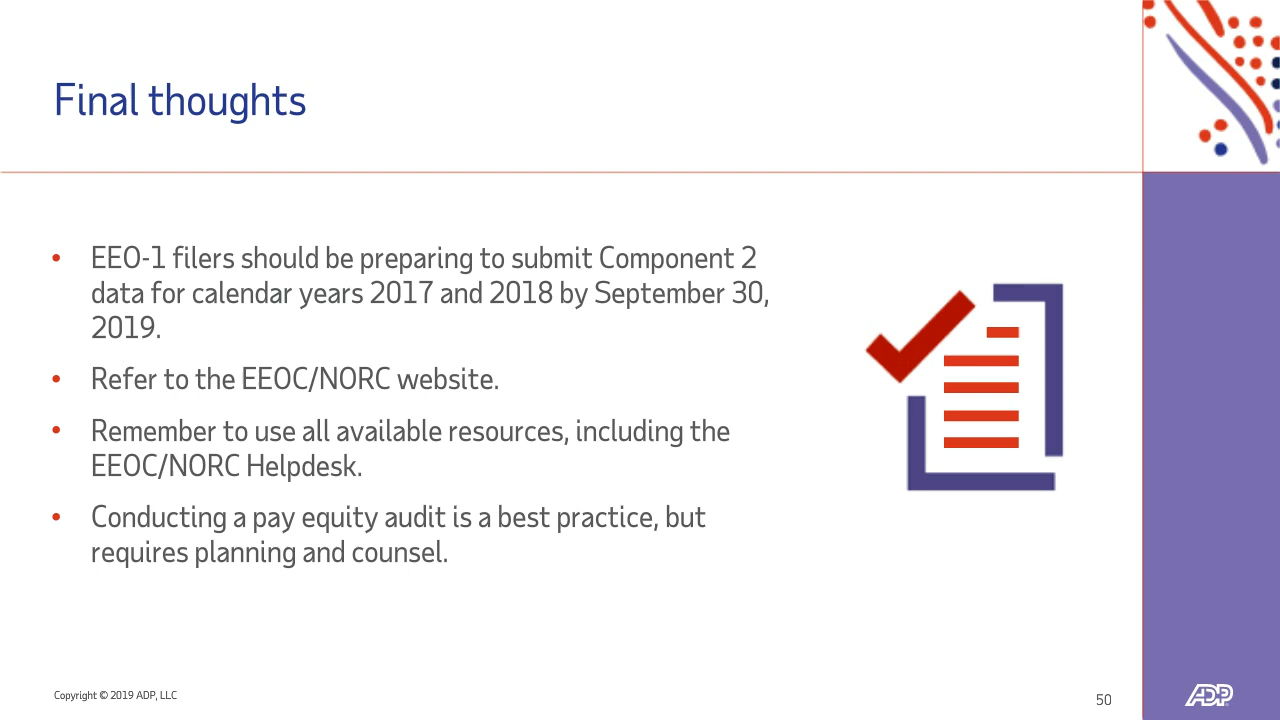 Final thoughts
• EEO-1 filers should be preparing to submit Component 2
data for calendar years 2017 and 2018 by September 30,
2019.
• Refer to the EEOC/NORC website.
• Remember to use all available resources, including the
EEOC/NORC Helpdesk.
• Conducting a pay equity audit is a best practice, but
requires planning and counsel.
Copyright © 2019 ADP, LLC
50
ADP